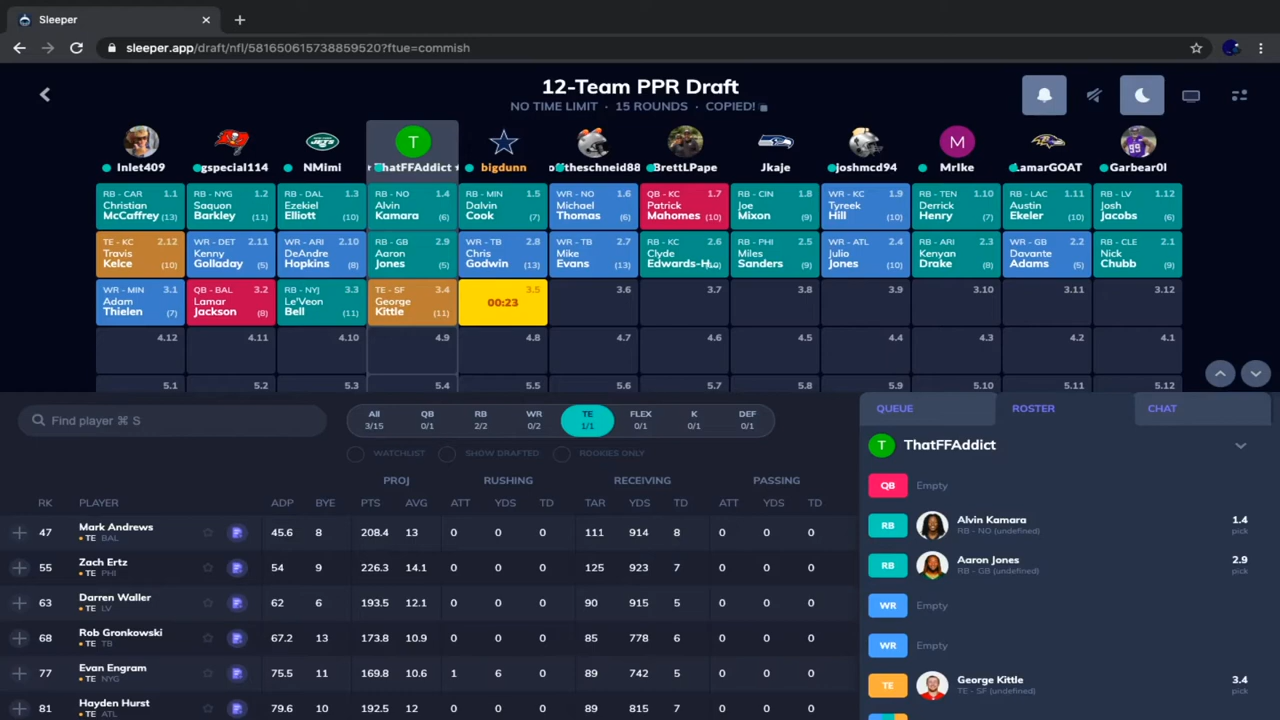 Sleeper
sleeper.app/draft/nfl/581650615738859520?ftue=commish
12-Team PPR Draft
NO TIME LIMIT · 15 ROUNDS · COPIED!
Inlet409 gspecial114 NMimi ThatFFAddict bigdunn oftheschneid88 BrettLPape Jkaje joshmcd94 MrIke LamarGOAT Garbear0l
RB - CAR 1.1 RB - NYG 1.2 RB - DAL 1.3 RB - NO 1.4 RB - MIN 1.5 WR - NO 1.6 QB - KC 1.7 RB - CIN 1.8 WR - KC 1.9 RB - TEN 1.10 RB - LAC 1.11 RB - LV 1.12
Christian Saquon Ezekiel Alvin Dalvin Michael Patrick Joe Tyreek Derrick Austin Josh
McCaffrey (13) Barkley (11) Elliott (10) Kamara (6) Cook (7) Thomas (6) Mahomes (10) Mixon (9) Hill (10) Henry (7) Ekeler (10) Jacobs (6)
TE - KC 2.12 WR - DET 2.11 WR - ARI 2.10 RB - GB 2.9 WR - TB 2.8 WR - TB 2.7 RB - KC 2.6 RB - PHI 2.5 WR - ATL 2.4 RB - ARI 2.3 WR - GB 2.2 RB - CLE 2.1
Travis Kenny DeAndre Aaron Chris Mike Clyde Miles Julio Kenyan Davante Nick
Kelce (10) Golladay (5) Hopkins (8) Jones (5) Godwin (13) Evans (13) Edwards-H... (10) Sanders (9) Jones (10) Drake (8) Adams (5) Chubb (9)
WR - MIN 3.1 QB - BAL 3.2 RB - NYJ 3.3 TE - SF 3.4 3.5 3.6 3.7 3.8 3.9 3.10 3.11 3.12
Adam Lamar Le'Veon George 00:23
Thielen (7) Jackson (8) Bell (11) Kittle (11)
4.12 4.11 4.10 4.9 4.8 4.7 4.6 4.5 4.4 4.3 4.2 4.1
5.1 5.2 5.3 5.4 5.5 5.6 5.7 5.8 5.9 5.10 5.11 5.12
Find player ⌘ S
All QB RB WR TE FLEX K DEF
3/15 0/1 2/2 0/2 1/1 0/1 0/1 0/1
WATCHLIST SHOW DRAFTED ROOKIES ONLY
PROJ RUSHING RECEIVING PASSING
RK PLAYER ADP BYE PTS AVG ATT YDS TD TAR YDS TD ATT YDS TD
47 Mark Andrews 45.6 8 208.4 13 0 0 0 111 914 8 0 0 0
TE BAL
55 Zach Ertz 54 9 226.3 14.1 0 0 0 125 923 7 0 0 0
TE PHI
63 Darren Waller 62 6 193.5 12.1 0 0 0 90 915 5 0 0 0
TE LV
68 Rob Gronkowski 67.2 13 173.8 10.9 0 0 0 85 778 6 0 0 0
TE TB
77 Evan Engram 75.5 11 169.8 10.6 1 6 0 89 742 5 0 0 0
TE NYG
81 Hayden Hurst 79.6 10 192.5 12 0 0 0 89 815 7 0 0 0
TE ATL
QUEUE ROSTER CHAT
T ThatFFAddict
QB Empty
RB Alvin Kamara 1.4
RB - NO (undefined) pick
RB Aaron Jones 2.9
RB - GB (undefined) pick
WR Empty
WR Empty
TE George Kittle 3.4
TE - SF (undefined) pick